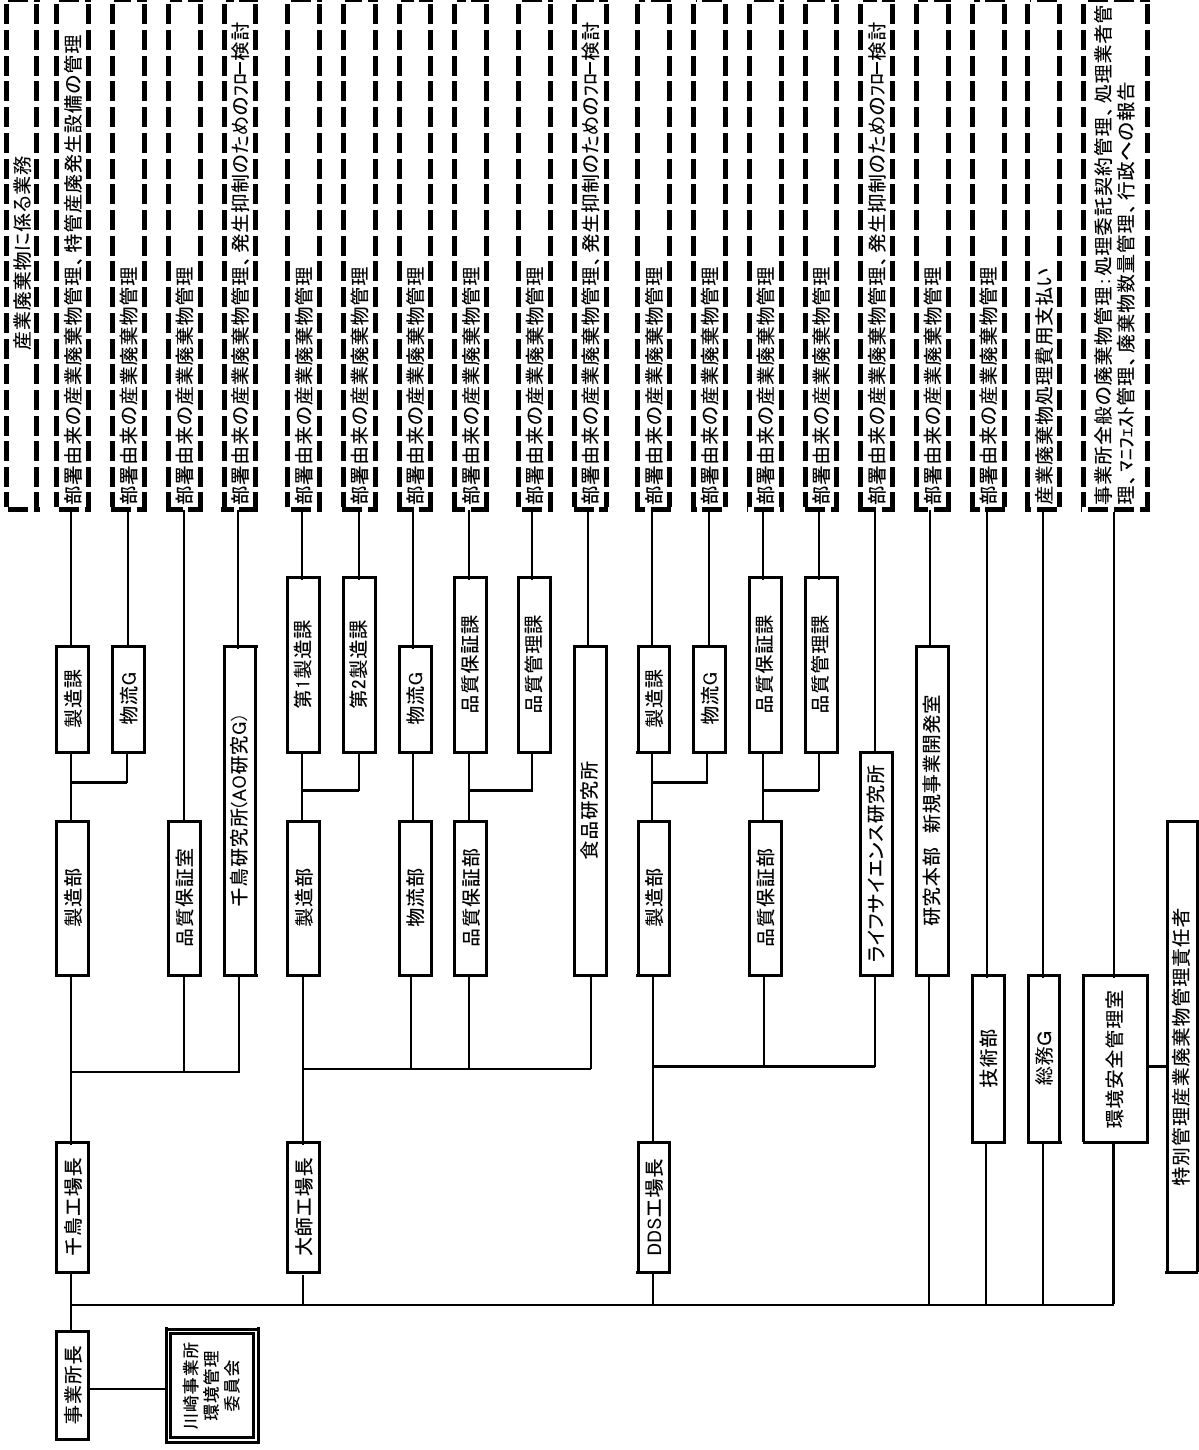 産業廃棄物に係る業務
事業所長
川崎事業所
環境管理
委員会
千鳥工場長
製造部
製造課
部署由来の産業廃棄物管理、特管産廃発生設備の管理
物流G
部署由来の産業廃棄物管理
品質保証室
部署由来の産業廃棄物管理
千鳥研究所(AO研究G)
部署由来の産業廃棄物管理、発生抑制のためのフロー検討
大師工場長
製造部
第1製造課
部署由来の産業廃棄物管理
第2製造課
部署由来の産業廃棄物管理
物流部
物流G
部署由来の産業廃棄物管理
品質保証部
品質保証課
部署由来の産業廃棄物管理
品質管理課
部署由来の産業廃棄物管理
食品研究所
部署由来の産業廃棄物管理、発生抑制のためのフロー検討
DDS工場長
製造部
製造課
部署由来の産業廃棄物管理
物流G
部署由来の産業廃棄物管理
品質保証部
品質保証課
部署由来の産業廃棄物管理
品質管理課
部署由来の産業廃棄物管理
ライフサイエンス研究所
部署由来の産業廃棄物管理、発生抑制のためのフロー検討
研究本部 新規事業開発室
部署由来の産業廃棄物管理
技術部
部署由来の産業廃棄物管理
総務G
産業廃棄物処理費用支払い
環境安全管理室
事業所全般の廃棄物管理:処理委託契約管理、処理業者管
理、マニフェスト管理、廃棄物数量管理、行政への報告
特別管理産業廃棄物管理責任者